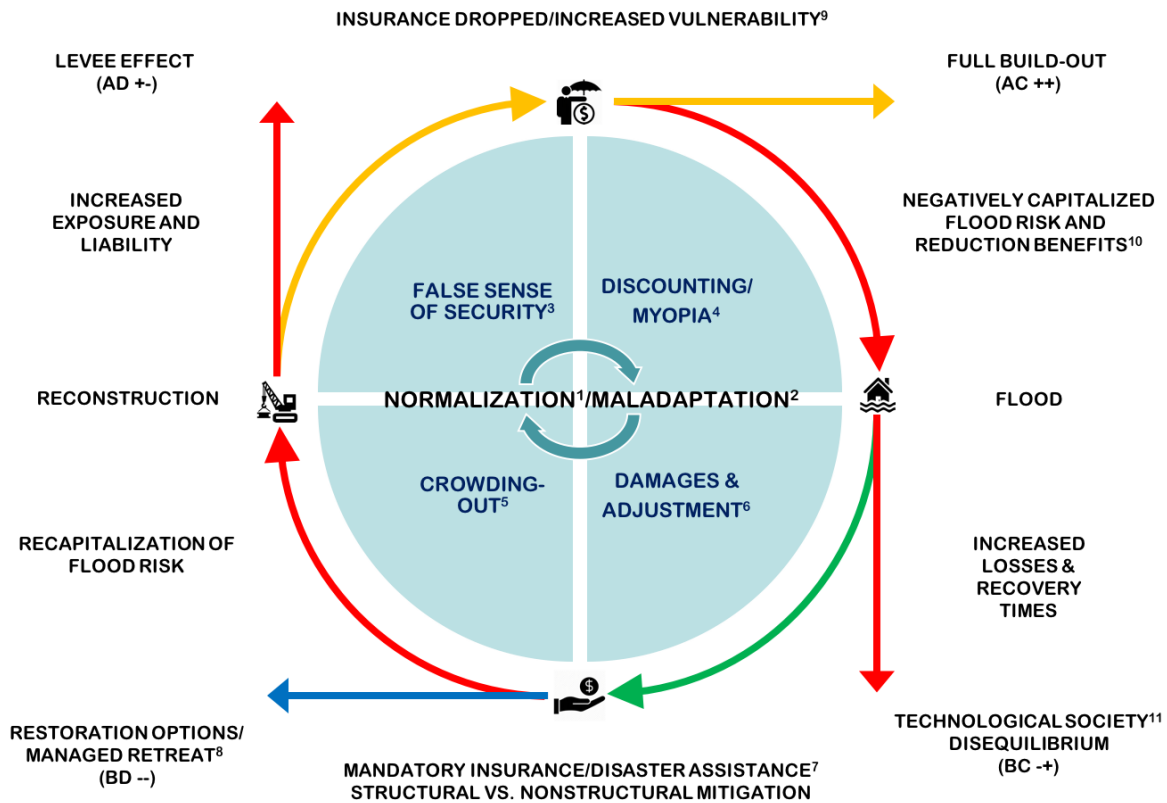 INSURANCE DROPPED/INCREASED VULNERABILITY⁹
LEVEE EFFECT
(AD +-)
FULL BUILD-OUT
(AC ++)
$
INCREASED
EXPOSURE AND
LIABILITY
NEGATIVELY CAPITALIZED
FLOOD RISK AND
REDUCTION BENEFITS¹⁰
FALSE SENSE
OF SECURITY³
DISCOUNTING/
MYOPIA⁴
RECONSTRUCTION
NORMALIZATION¹/MALADAPTATION²
FLOOD
CROWDING-
OUT⁵
DAMAGES &
ADJUSTMENT⁶
RECAPITALIZATION OF
FLOOD RISK
INCREASED
LOSSES &
RECOVERY
TIMES
$
RESTORATION OPTIONS/
MANAGED RETREAT⁸
(BD --)
TECHNOLOGICAL SOCIETY¹¹
DISEQUILIBRIUM
(BC -+)
MANDATORY INSURANCE/DISASTER ASSISTANCE⁷
STRUCTURAL VS. NONSTRUCTURAL MITIGATION